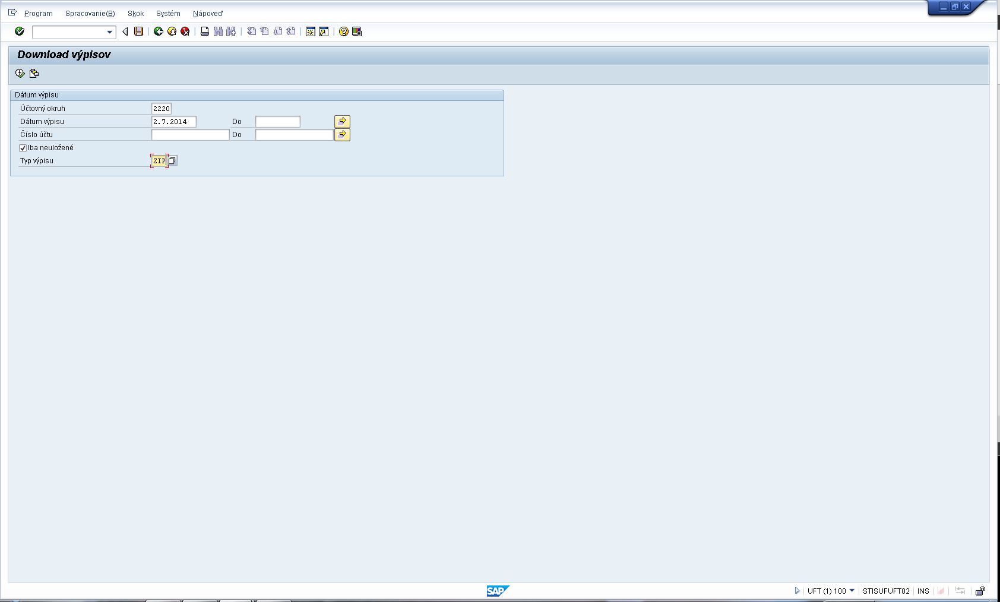 Program Spracovanie(B) Skok Systém Nápoveď
Download výpisov
Dátum výpisu
Účtovný okruh 2220
Dátum výpisu 2.7.2014 Do
Číslo účtu Do
Iba neuložené
Typ výpisu ZIP
SAP UFT (1) 100 STISUFUFT02 INS